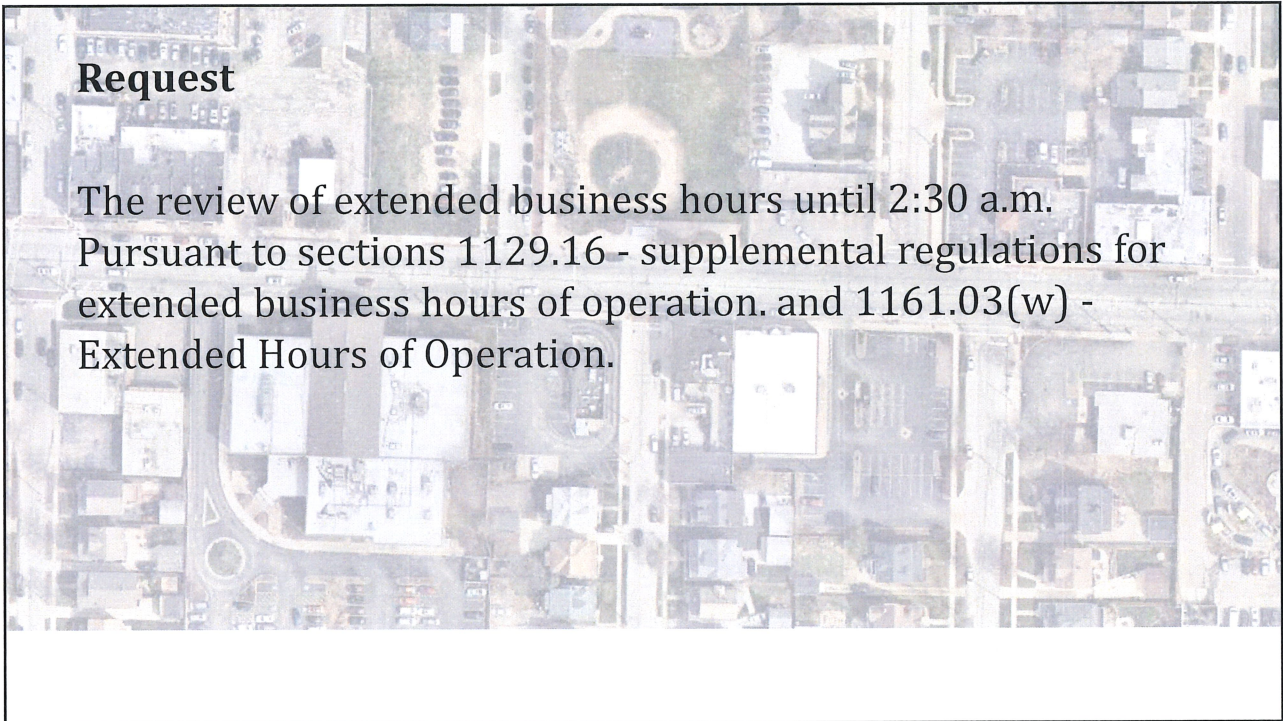 Request
The review of extended business hours until 2:30 a.m.
Pursuant to sections 1129.16 - supplemental regulations for
extended business hours of operation. and 1161.03(w) -
Extended Hours of Operation.